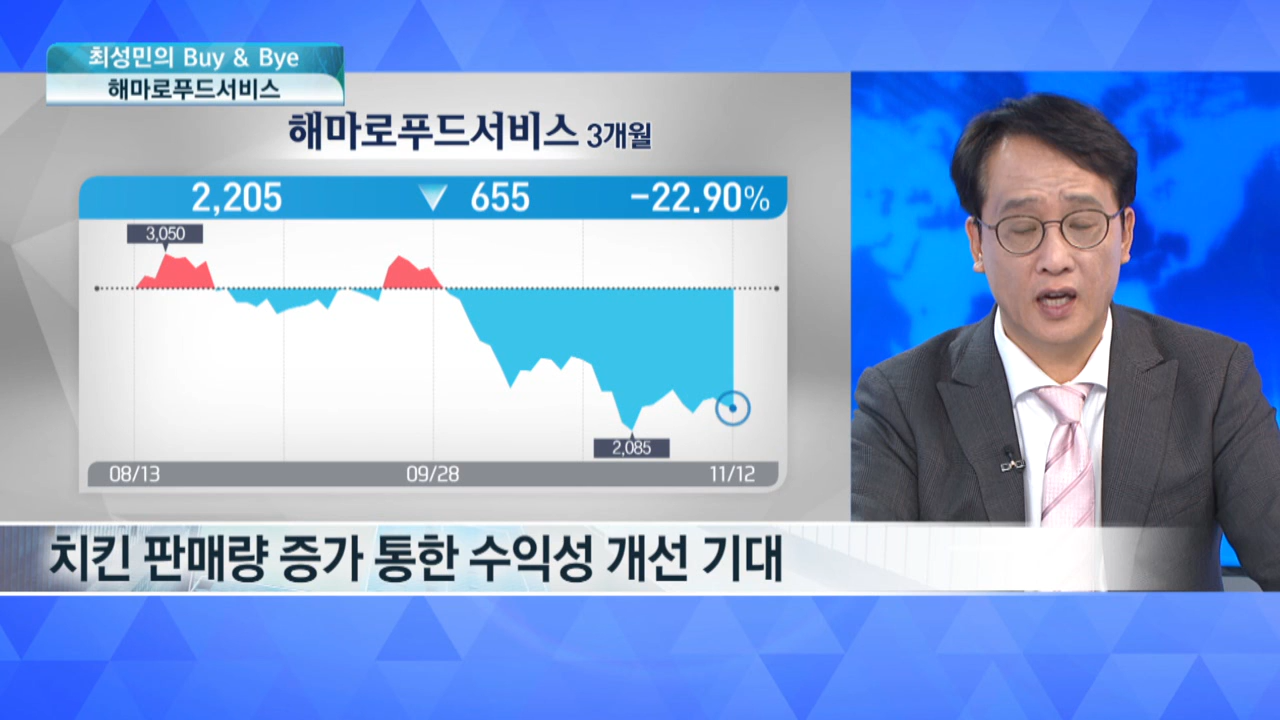 최성민의 Buy & Bye
해마로푸드서비스
해마로푸드서비스 3개월
2,205 ▼ 655 -22.90%
3,050
2,085
08/13 09/28 11/12
치킨 판매량 증가 통한 수익성 개선 기대